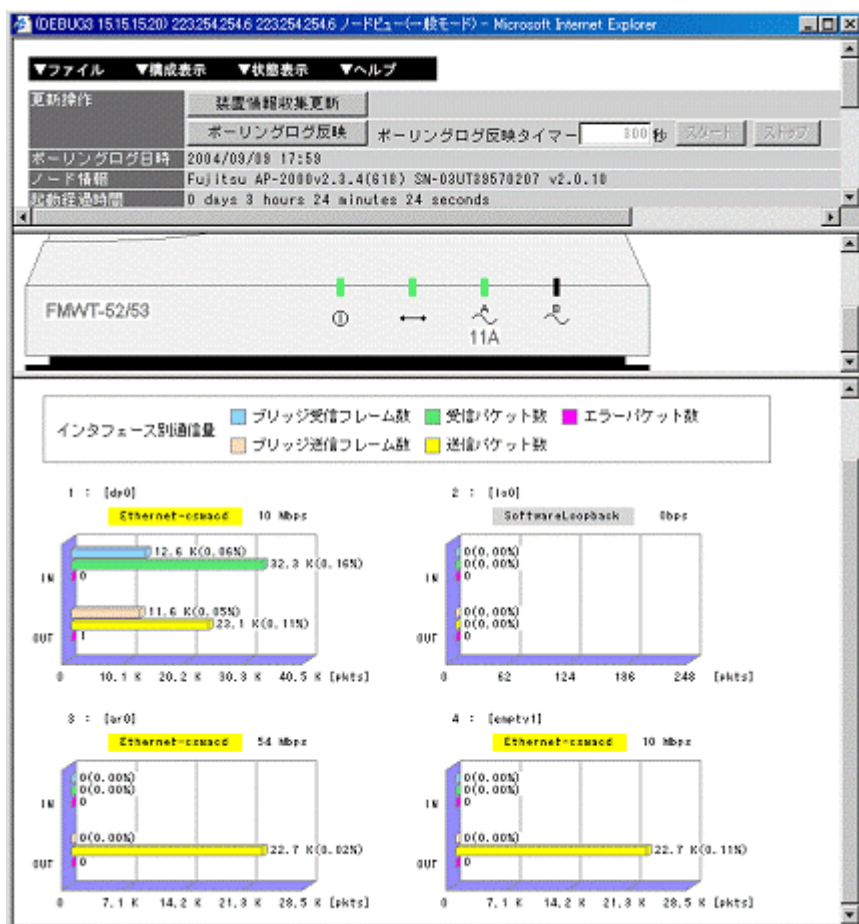 (DEBUG3 15.15.15.20) 223.254.254.6 223.254.254.6 ノードビュー(一般モード) - Microsoft Internet Explorer
▼ファイル ▼構成表示 ▼状態表示 ▼ヘルプ
更新操作 装置情報収集更新
ポーリングログ反映 ポーリングログ反映タイマー 300 秒 スタート ストップ
ポーリングログ日時 2004/09/09 17:59
ノード情報 Fujitsu AP-2000v2.3.4(618) SN-03UT39570207 v2.0.10
起動経過時間 0 days 3 hours 24 minutes 24 seconds
FMWT-52/53
A B
11A
インタフェース別通信量 ブリッジ受信フレーム数 受信パケット数 エラーパケット数
ブリッジ送信フレーム数 送信パケット数
1 : [dp0]
Ethernet-csmacd 10 Mbps
12.6 K(0.06%)
32.3 K(0.16%)
IN 0
11.6 K(0.05%)
23.1 K(0.11%)
OUT 1
0 10.1 K 20.2 K 30.3 K 40.5 K [pkts]
2 : [lo0]
SoftwareLoopback 0bps
0(0.00%)
0(0.00%)
IN 0
0(0.00%)
0(0.00%)
OUT 0
0 62 124 186 248 [pkts]
3 : [ar0]
Ethernet-csmacd 54 Mbps
0(0.00%)
0(0.00%)
IN 0
0(0.00%)
22.7 K(0.02%)
OUT 0
0 7.1 K 14.2 K 21.3 K 28.5 K [pkts]
4 : [empty1]
Ethernet-csmacd 10 Mbps
0(0.00%)
0(0.00%)
IN 0
0(0.00%)
22.7 K(0.11%)
OUT 0
0 7.1 K 14.2 K 21.3 K 28.5 K [pkts]